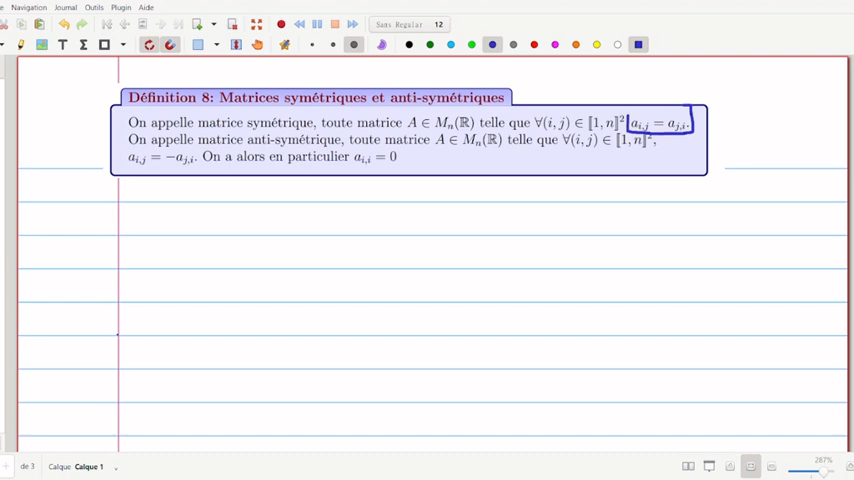 Navigation Journal Outils Plugin Aide
Sans Regular 12
Définition 8: Matrices symétriques et anti-symétriques
On appelle matrice symétrique, toute matrice A ∈ Mₙ(ℝ) telle que ∀(i, j) ∈ ⟦1, n⟧² a_{i,j} = a_{j,i}.
On appelle matrice anti-symétrique, toute matrice A ∈ Mₙ(ℝ) telle que ∀(i, j) ∈ ⟦1, n⟧²,
a_{i,j} = −a_{j,i}. On a alors en particulier a_{i,i} = 0
de 3 Calque Calque 1 287%